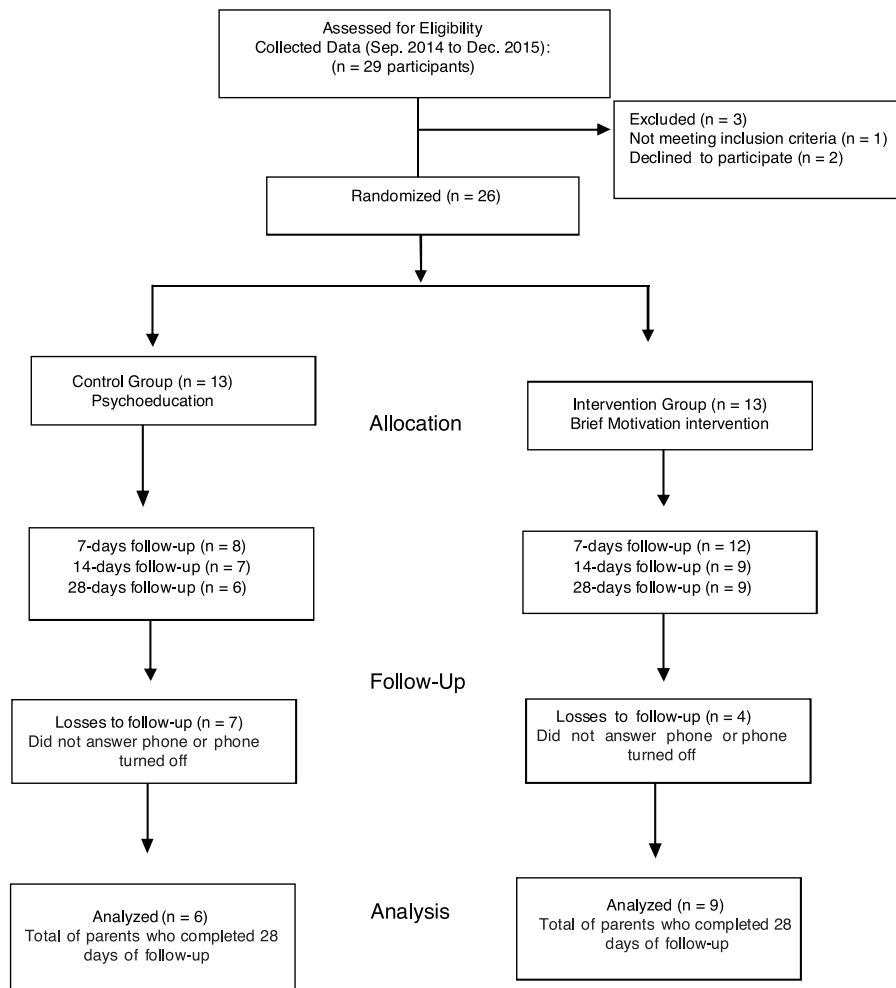 Assessed for Eligibility
Collected Data (Sep. 2014 to Dec. 2015):
(n = 29 participants)
Excluded (n = 3)
Not meeting inclusion criteria (n = 1)
Declined to participate (n = 2)
Randomized (n = 26)
Control Group (n = 13)
Psychoeducation
Allocation
Intervention Group (n = 13)
Brief Motivation intervention
7-days follow-up (n = 8)
14-days follow-up (n = 7)
28-days follow-up (n = 6)
7-days follow-up (n = 12)
14-days follow-up (n = 9)
28-days follow-up (n = 9)
Follow-Up
Losses to follow-up (n = 7)
Did not answer phone or phone
turned off
Losses to follow-up (n = 4)
Did not answer phone or phone
turned off
Analysis
Analyzed (n = 6)
Total of parents who completed 28
days of follow-up
Analyzed (n = 9)
Total of parents who completed 28
days of follow-up